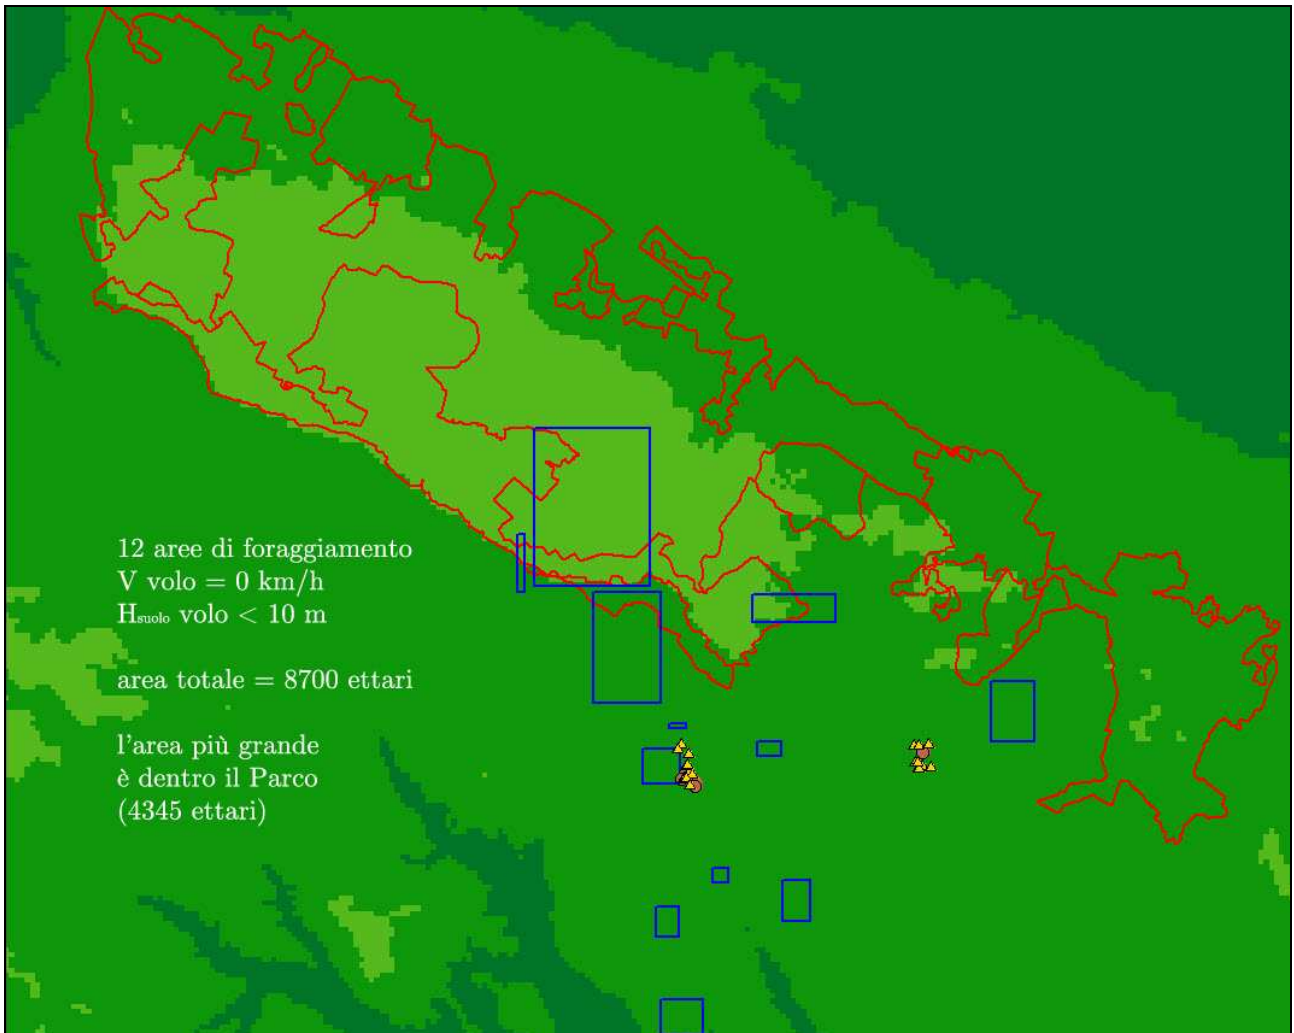 12 aree di foraggiamento
V volo = 0 km/h
Hsuolo volo < 10 m
area totale = 8700 ettari
l'area più grande
è dentro il Parco
(4345 ettari)